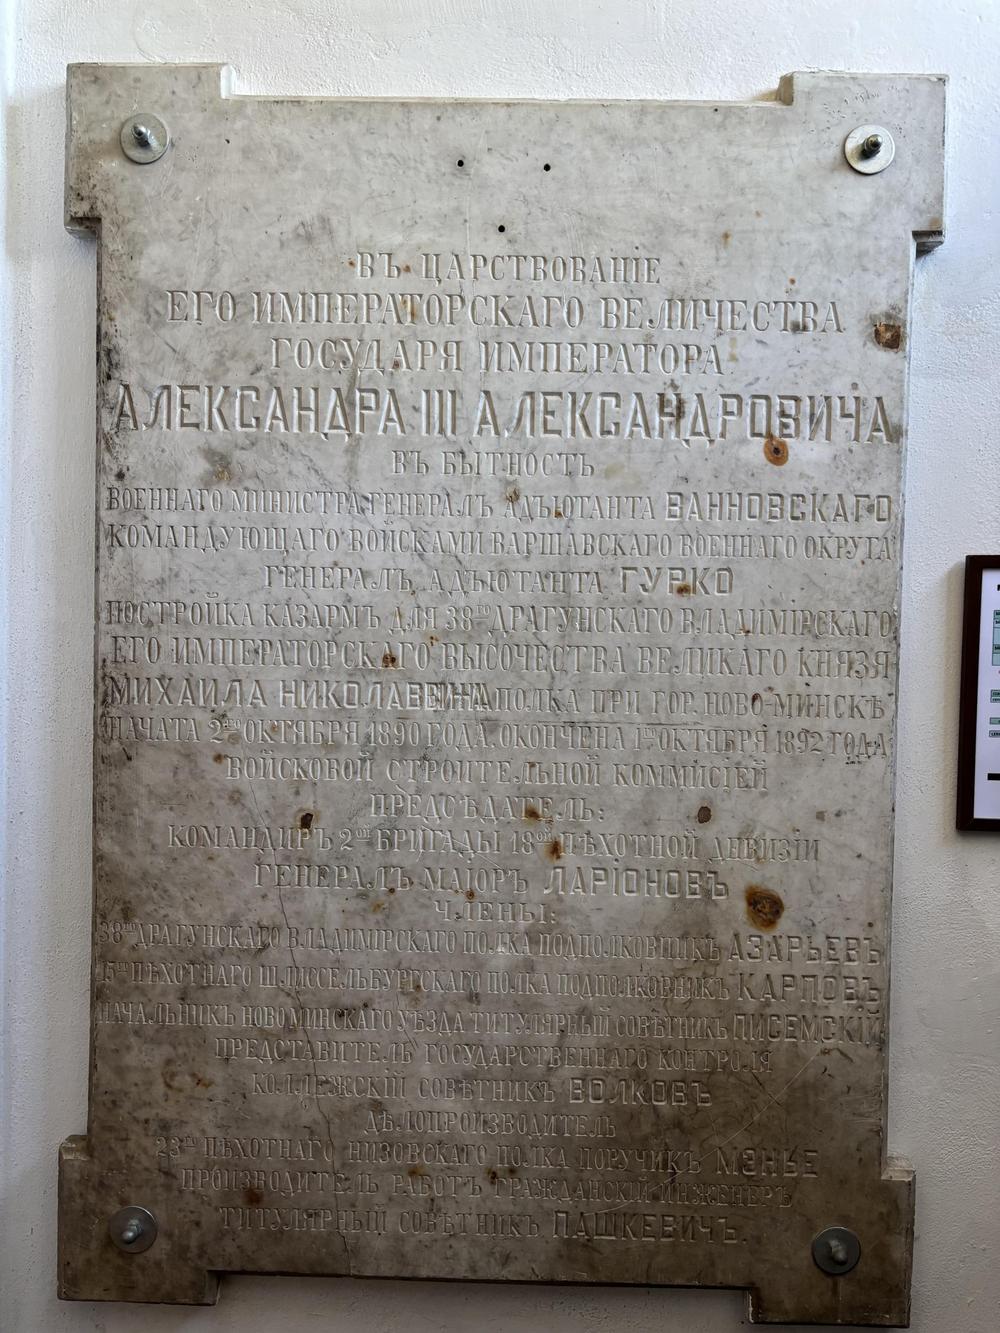 ВЪ ЦАРСТВОВАНІЕ
ЕГО ИМПЕРАТОРСКАГО ВЕЛИЧЕСТВА
ГОСУДАРЯ ИМПЕРАТОРА
АЛЕКСАНДРА III АЛЕКСАНДРОВИЧА
ВЪ БЫТНОСТЬ
ВОЕННАГО МИНИСТРА ГЕНЕРАЛЪ АДЪЮТАНТА ВАННОВСКАГО
КОМАНДУЮЩАГО ВОЙСКАМИ ВАРШАВСКАГО ВОЕННАГО ОКРУГА
ГЕНЕРАЛЪ АДЪЮТАНТА ГУРКО
ПОСТРОЙКА КАЗАРМЪ ДЛЯ 38ГО ДРАГУНСКАГО ВЛАДИМІРСКАГО
ЕГО ИМПЕРАТОРСКАГО ВЫСОЧЕСТВА ВЕЛИКАГО КНЯЗЯ
МИХАИЛА НИКОЛАЕВИЧА ПОЛКА ПРИ ГОР. НОВО-МИНСКѢ
НАЧАТА 2ГО ОКТЯБРЯ 1890 ГОДА, ОКОНЧЕНА 1ГО ОКТЯБРЯ 1892 ГОДА
ВОЙСКОВОЙ СТРОИТЕЛЬНОЙ КОММИСІЕЙ
ПРЕДСѢДАТЕЛЬ:
КОМАНДИРЪ 2ОЙ БРИГАДЫ 18ОЙ ПѢХОТНОЙ ДИВИЗІИ
ГЕНЕРАЛЪ МАІОРЪ ЛАРІОНОВЪ
ЧЛЕНЫ:
38ГО ДРАГУНСКАГО ВЛАДИМІРСКАГО ПОЛКА ПОДПОЛКОВНИКЪ АЗАРЬЕВЪ
15ГО ПѢХОТНАГО ШЛИССЕЛЬБУРГСКАГО ПОЛКА ПОДПОЛКОВНИКЪ КАРПОВЪ
НАЧАЛЬНИКЪ НОВОМИНСКАГО УѢЗДА ТИТУЛЯРНЫЙ СОВѢТНИКЪ ПИСЕМСКІЙ
ПРЕДСТАВИТЕЛЬ ГОСУДАРСТВЕННАГО КОНТРОЛЯ
КОЛЛЕЖСКІЙ СОВѢТНИКЪ ВОЛКОВЪ
ДѢЛОПРОИЗВОДИТЕЛЬ
23ГО ПѢХОТНАГО НИЗОВСКАГО ПОЛКА ПОРУЧИКЪ МЭНЬЕ
ПРОИЗВОДИТЕЛЬ РАБОТЪ ГРАЖДАНСКІЙ ИНЖЕНЕРЪ
ТИТУЛЯРНЫЙ СОВѢТНИКЪ ПАШКЕВИЧЪ.